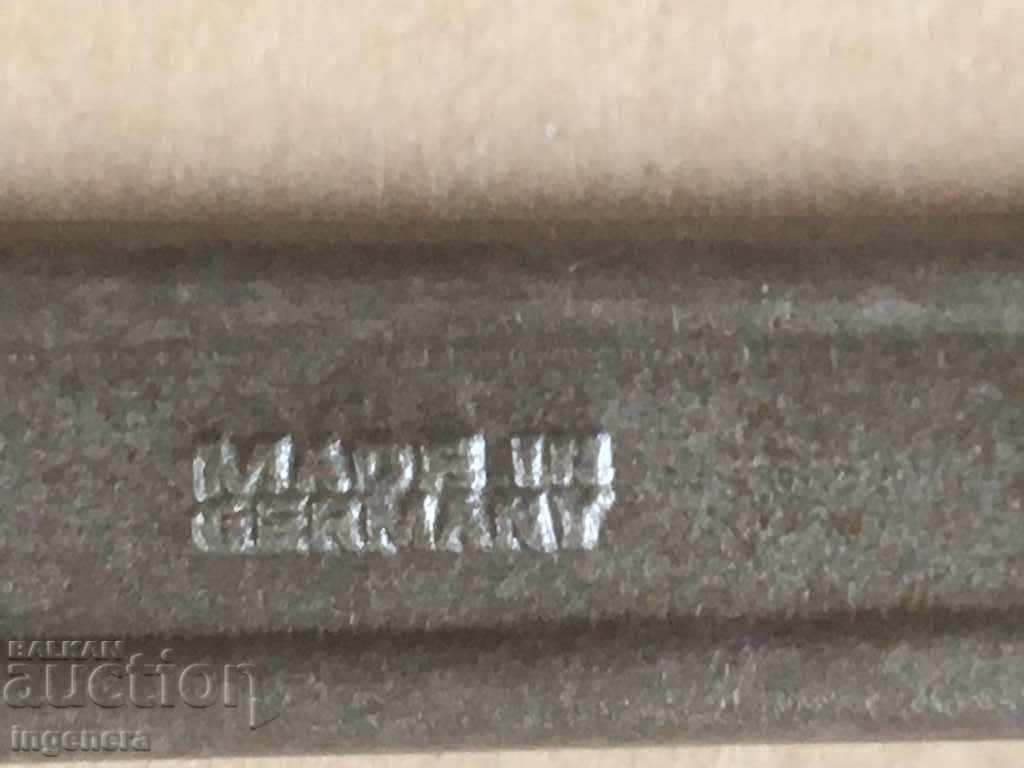 MADE IN
GERMANY
BALKAN
auction
ingenera